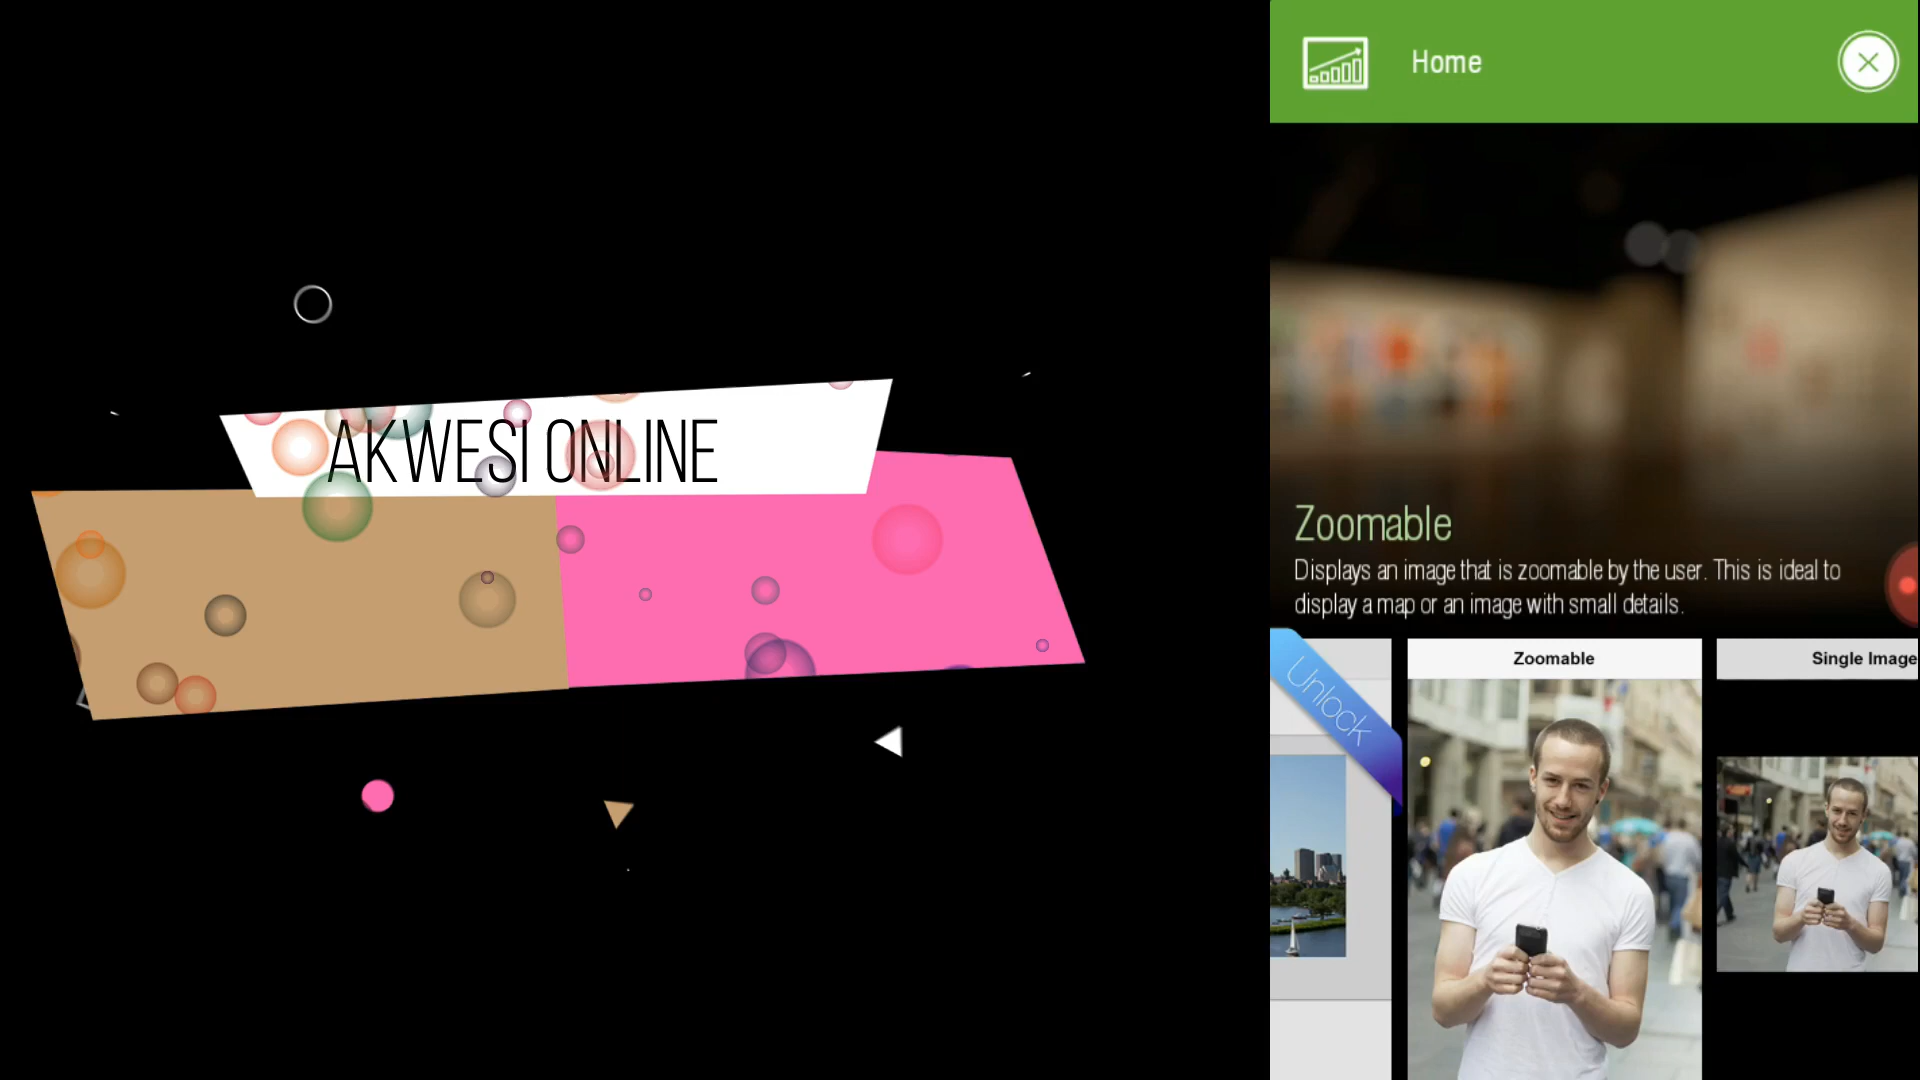 AKWESI ONLINE
Home
Zoomable
Displays an image that is zoomable by the user. This is ideal to
display a map or an image with small details.
Unlock
Zoomable
Single Image